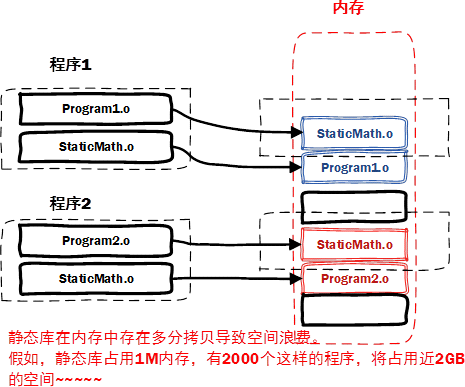 内存
程序1
Program1.o
StaticMath.o
StaticMath.o
Program1.o
程序2
Program2.o
StaticMath.o
StaticMath.o
Program2.o
静态库在内存中存在多分拷贝导致空间浪费。
假如，静态库占用1M内存，有2000个这样的程序，将占用近2GB
的空间~~~~~